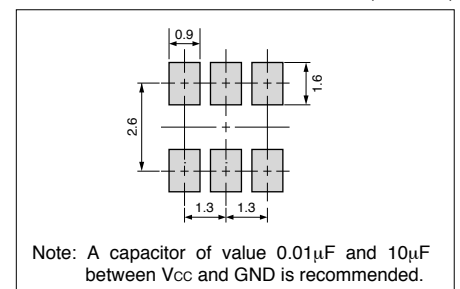 0.9
1.6
2.6
1.3 1.3
Note: A capacitor of value 0.01μF and 10μF
between Vcc and GND is recommended.